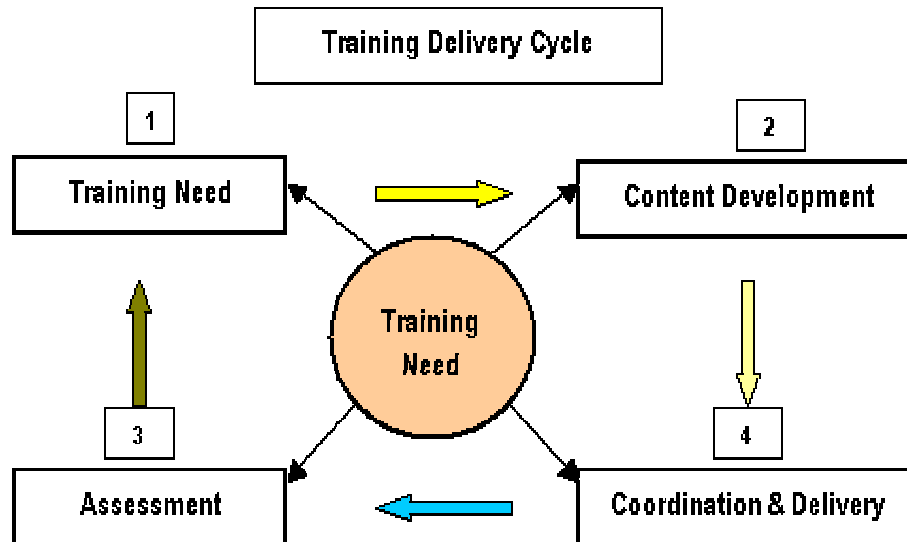 Training Delivery Cycle
1
2
Training Need
Content Development
Training
Need
3
4
Assessment
Coordination & Delivery